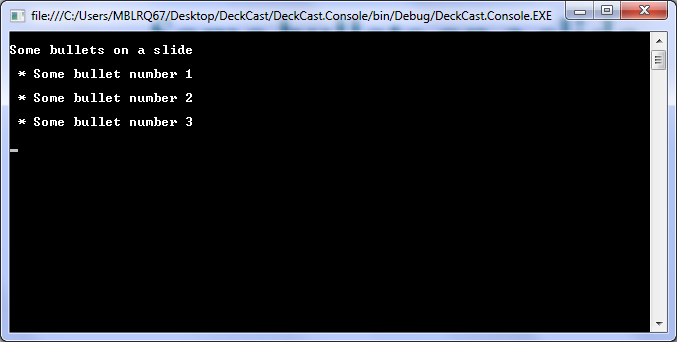 file:///C:/Users/MBLRQ67/Desktop/DeckCast/DeckCast.Console/bin/Debug/DeckCast.Console.EXE
Some bullets on a slide
* Some bullet number 1
* Some bullet number 2
* Some bullet number 3